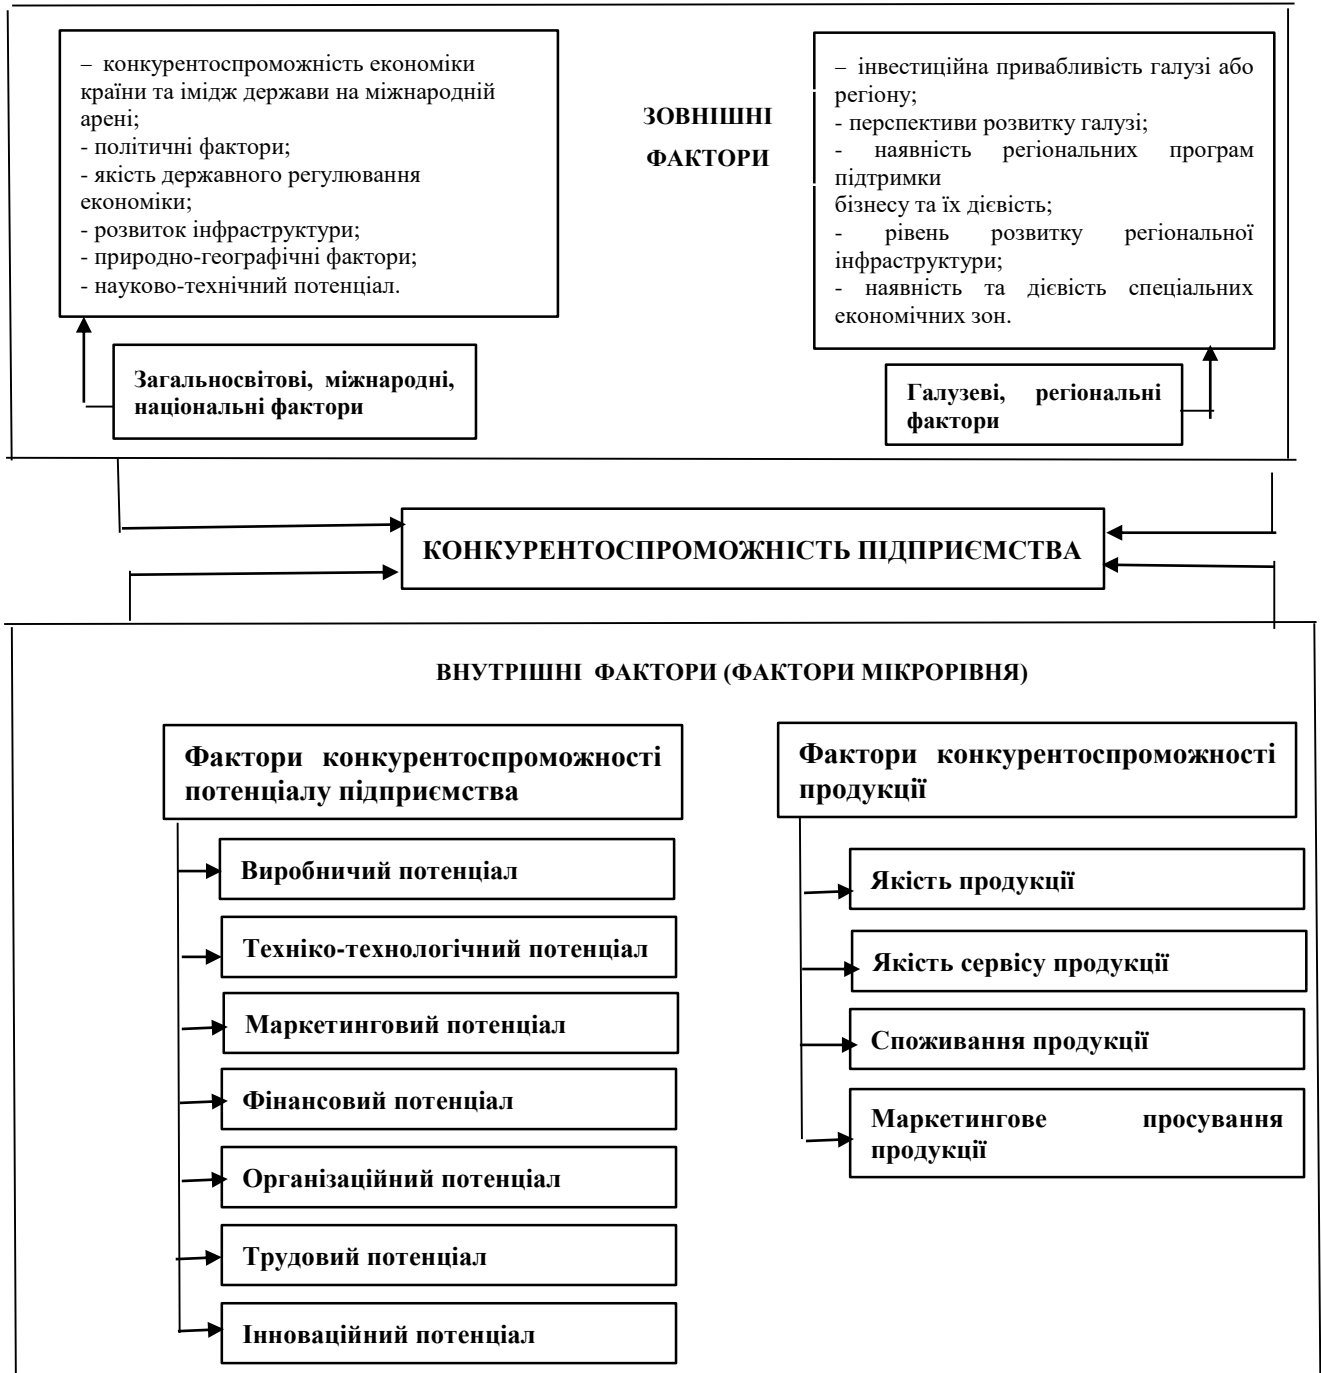 – конкурентоспроможність економіки
країни та імідж держави на міжнародній
арені;
- політичні фактори;
- якість державного регулювання
економіки;
- розвиток інфраструктури;
- природно-географічні фактори;
- науково-технічний потенціал.
ЗОВНІШНІ
ФАКТОРИ
– інвестиційна привабливість галузі або
регіону;
- перспективи розвитку галузі;
- наявність регіональних програм
підтримки
бізнесу та їх дієвість;
- рівень розвитку регіональної
інфраструктури;
- наявність та дієвість спеціальних
економічних зон.
Загальносвітові, міжнародні,
національні фактори
Галузеві, регіональні
фактори
КОНКУРЕНТОСПРОМОЖНІСТЬ ПІДПРИЄМСТВА
ВНУТРІШНІ ФАКТОРИ (ФАКТОРИ МІКРОРІВНЯ)
Фактори конкурентоспроможності
потенціалу підприємства
Виробничий потенціал
Техніко-технологічний потенціал
Маркетинговий потенціал
Фінансовий потенціал
Організаційний потенціал
Трудовий потенціал
Інноваційний потенціал
Фактори конкурентоспроможності
продукції
Якість продукції
Якість сервісу продукції
Споживання продукції
Маркетингове просування
продукції